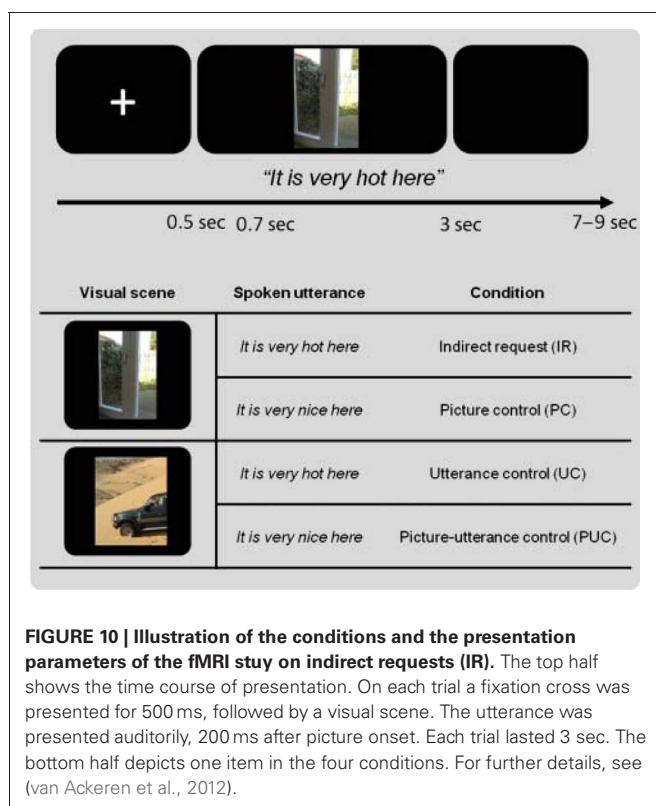 +
"It is very hot here"
0.5 sec 0.7 sec 3 sec 7–9 sec
Visual scene Spoken utterance Condition
It is very hot here Indirect request (IR)
It is very nice here Picture control (PC)
It is very hot here Utterance control (UC)
It is very nice here Picture-utterance control (PUC)
FIGURE 10 | Illustration of the conditions and the presentation
parameters of the fMRI stuy on indirect requests (IR). The top half
shows the time course of presentation. On each trial a fixation cross was
presented for 500 ms, followed by a visual scene. The utterance was
presented auditorily, 200 ms after picture onset. Each trial lasted 3 sec. The
bottom half depicts one item in the four conditions. For further details, see
(van Ackeren et al., 2012).